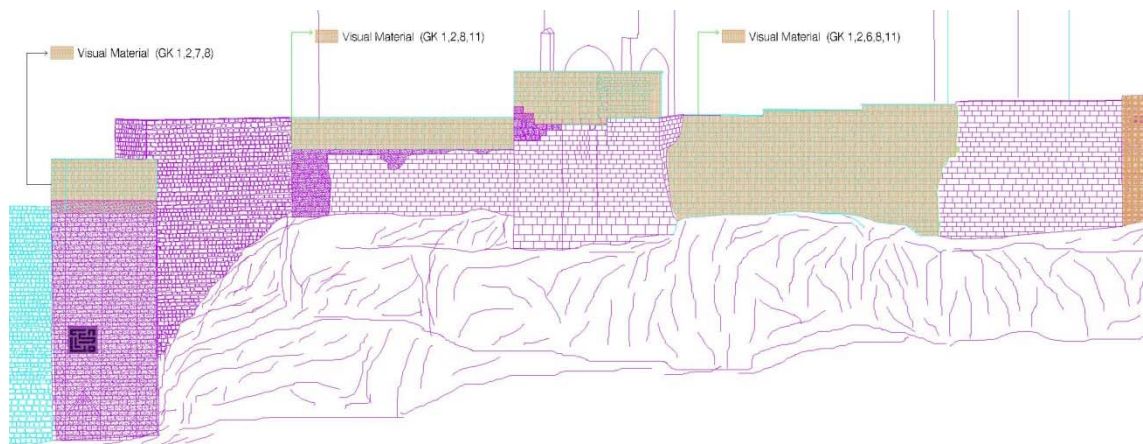 Visual Material (GK 1,2,7,8)
Visual Material (GK 1,2,8,11)
Visual Material (GK 1,2,6,8,11)